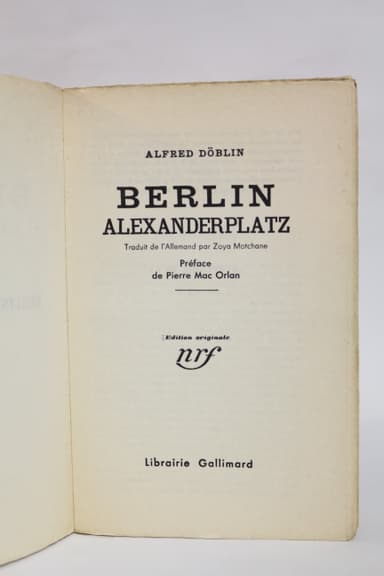 ALFRED DÖBLIN
BERLIN
ALEXANDERPLATZ
Traduit de l'Allemand par Zoya Motchane
Préface
de Pierre Mac Orlan
Edition originale
nrf
Librairie Gallimard